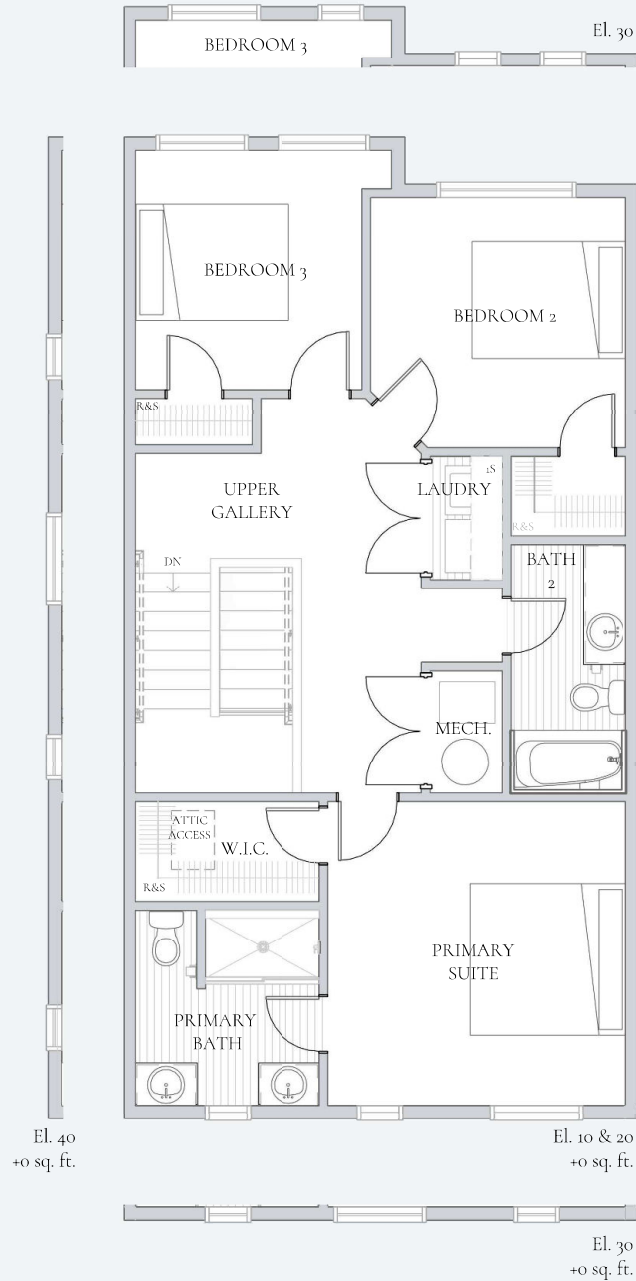 BEDROOM 3
El. 30
BEDROOM 3
BEDROOM 2
R&S
UPPER
GALLERY
LAUDRY
1S
R&S
DN
BATH
2
MECH.
ATTIC
ACCESS
W.I.C.
R&S
PRIMARY
SUITE
PRIMARY
BATH
El. 40
+0 sq. ft.
El. 10 & 20
+0 sq. ft.
El. 30
+0 sq. ft.